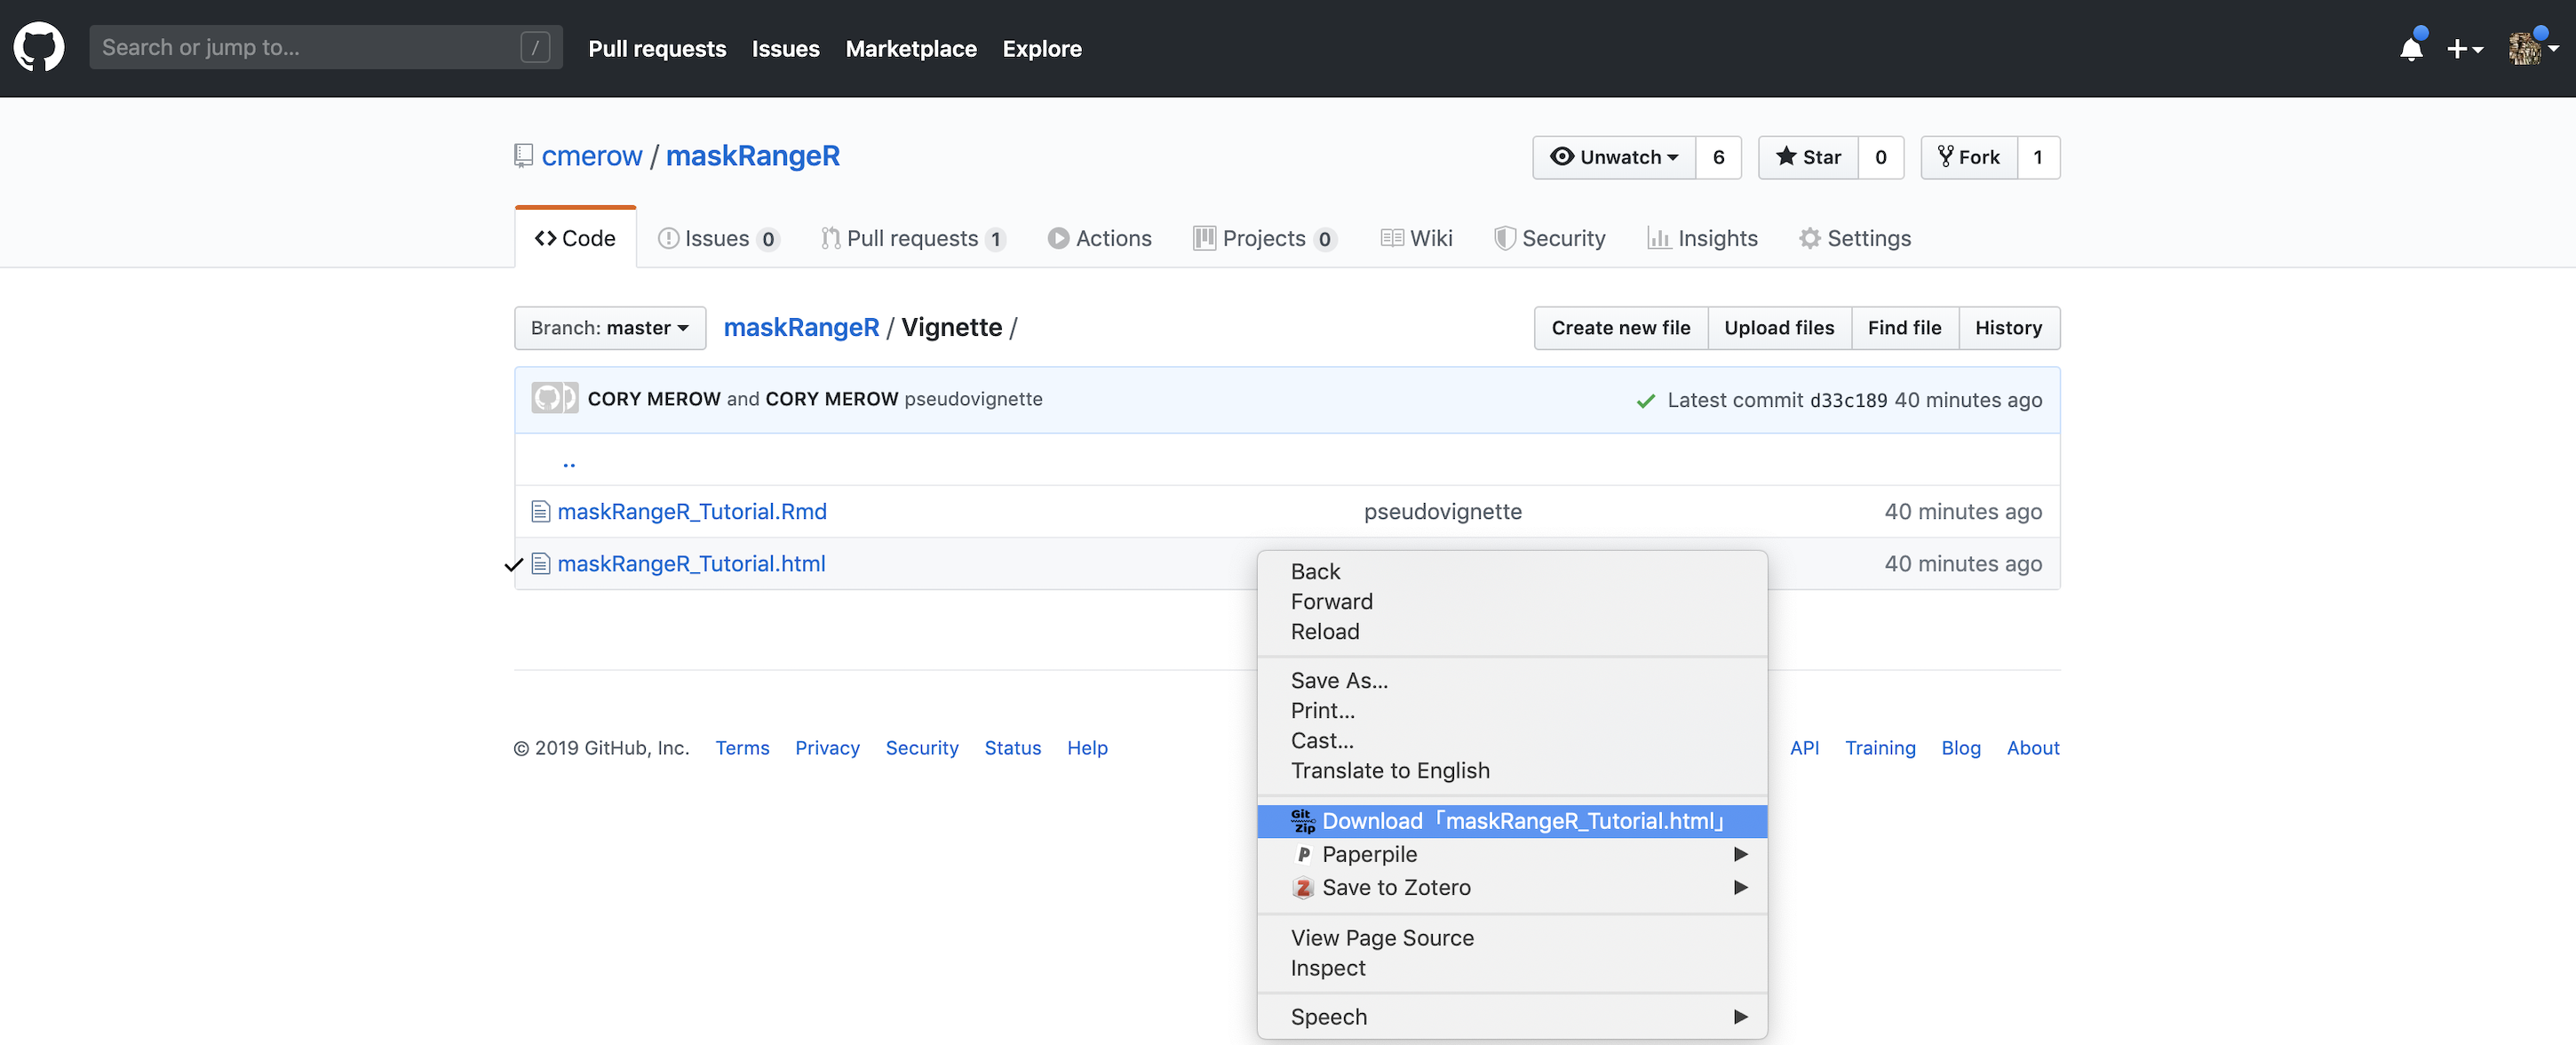 Search or jump to... / Pull requests Issues Marketplace Explore
cmerow / maskRangeR Unwatch 6 Star 0 Fork 1
Code Issues 0 Pull requests 1 Actions Projects 0 Wiki Security Insights Settings
Branch: master maskRangeR / Vignette / Create new file Upload files Find file History
CORY MEROW and CORY MEROW pseudovignette Latest commit d33c189 40 minutes ago
..
maskRangeR_Tutorial.Rmd pseudovignette 40 minutes ago
maskRangeR_Tutorial.html 40 minutes ago
Back
Forward
Reload
Save As...
Print...
Cast...
Translate to English
Git Zip Download「maskRangeR_Tutorial.html」
P Paperpile
Z Save to Zotero
View Page Source
Inspect
Speech
© 2019 GitHub, Inc. Terms Privacy Security Status Help API Training Blog About